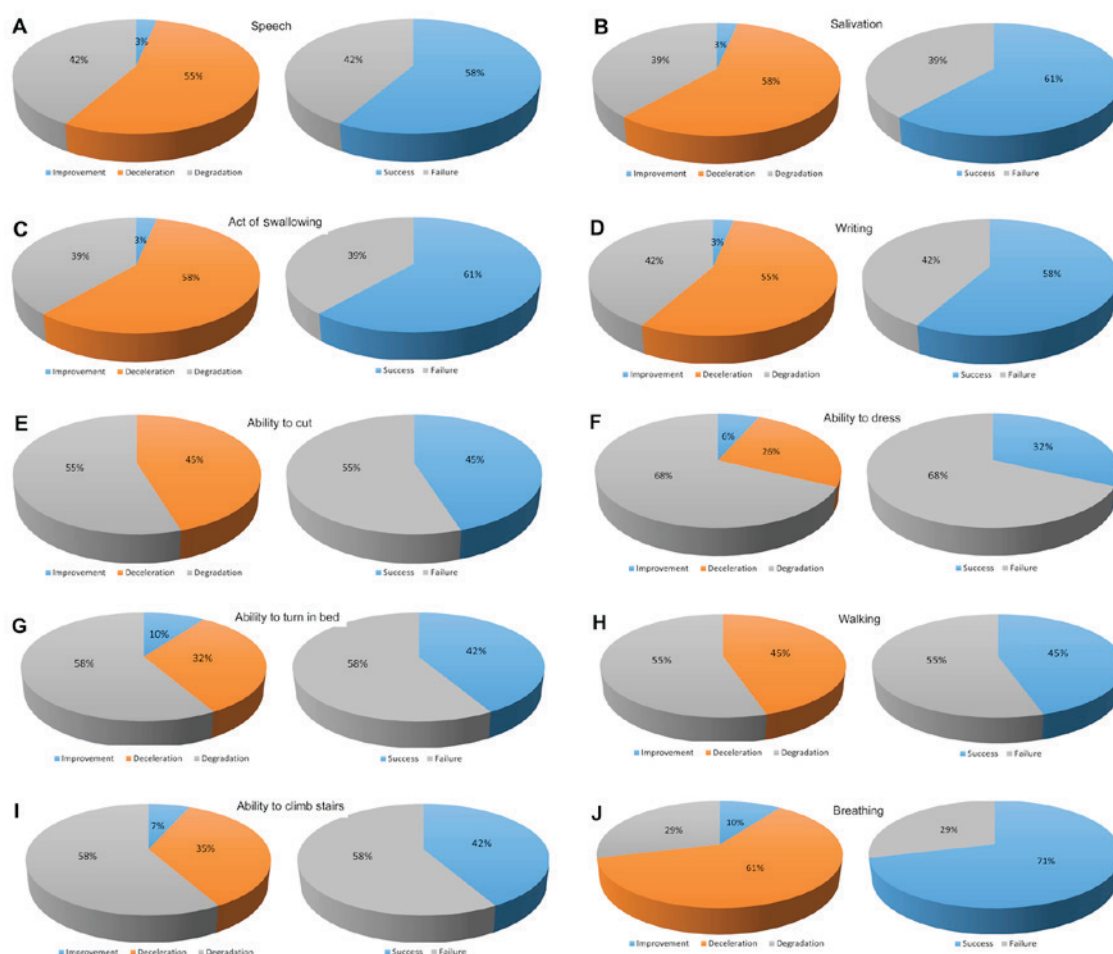 A Speech B Salivation
3% 3%
42% 55% 42% 58% 39% 58% 39% 61%
Improvement Deceleration Degradation Success Failure Improvement Deceleration Degradation Success Failure
C Act of swallowing D Writing
3% 3%
39% 58% 39% 61% 42% 55% 42% 58%
Improvement Deceleration Degradation Success Failure Improvement Deceleration Degradation Success Failure
E Ability to cut F Ability to dress
55% 45% 55% 45% 6% 26% 68% 32% 68%
Improvement Deceleration Degradation Success Failure Improvement Deceleration Degradation Success Failure
G Ability to turn in bed H Walking
10%
58% 32% 58% 42% 55% 45% 55% 45%
Improvement Deceleration Degradation Success Failure Improvement Deceleration Degradation Success Failure
I Ability to climb stairs J Breathing
7% 10%
58% 35% 58% 42% 29% 61% 29% 71%
Improvement Deceleration Degradation Success Failure Improvement Deceleration Degradation Success Failure